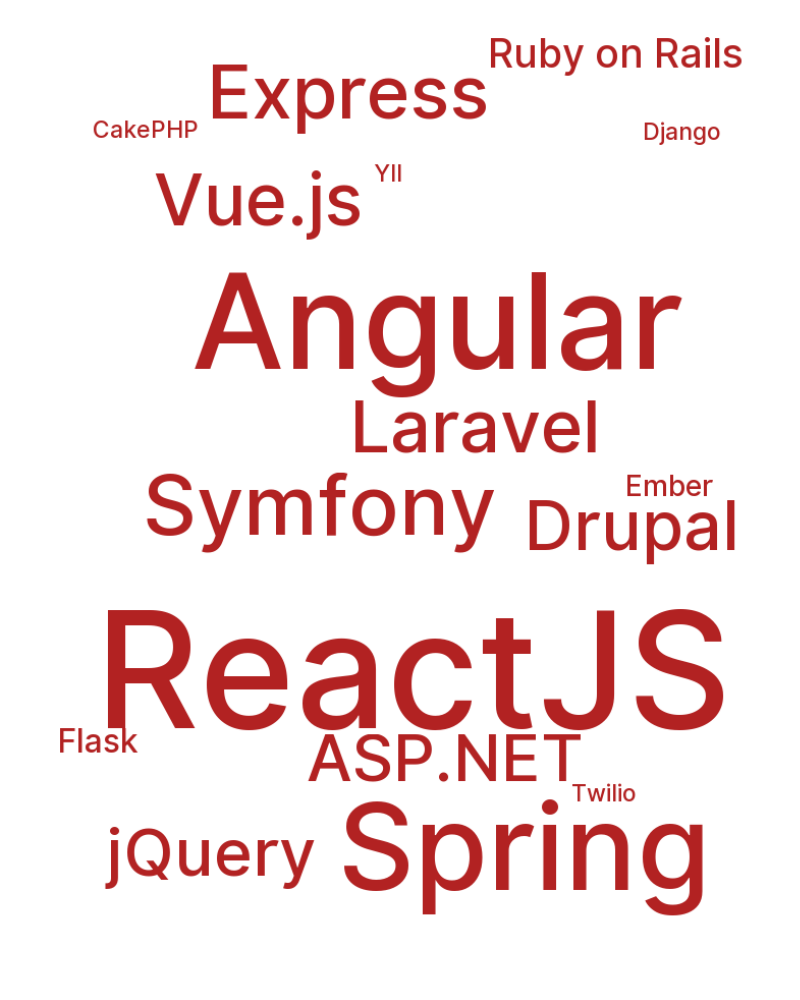 Ruby on Rails
Express
CakePHP
Django
Vue.js
YII
Angular
Laravel
Symfony
Ember
Drupal
ReactJS
Flask
ASP.NET
Twilio
jQuery
Spring